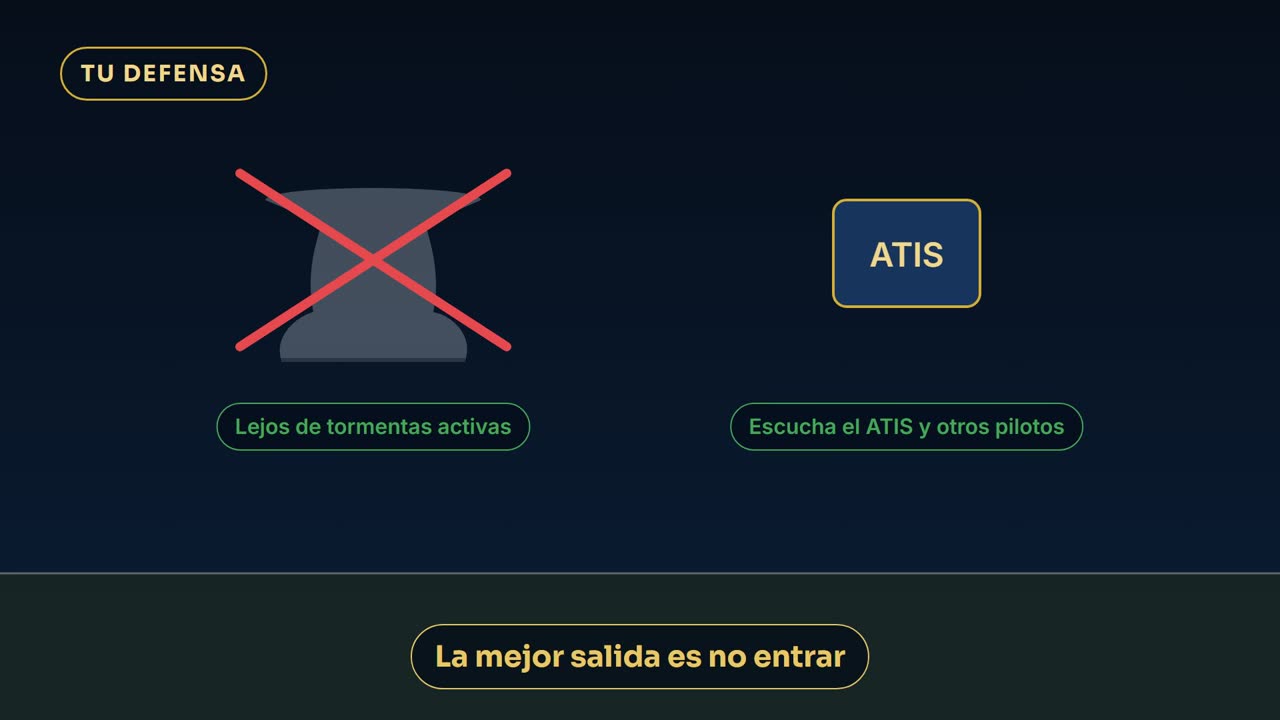 TU DEFENSA
ATIS
Lejos de tormentas activas
Escucha el ATIS y otros pilotos
La mejor salida es no entrar